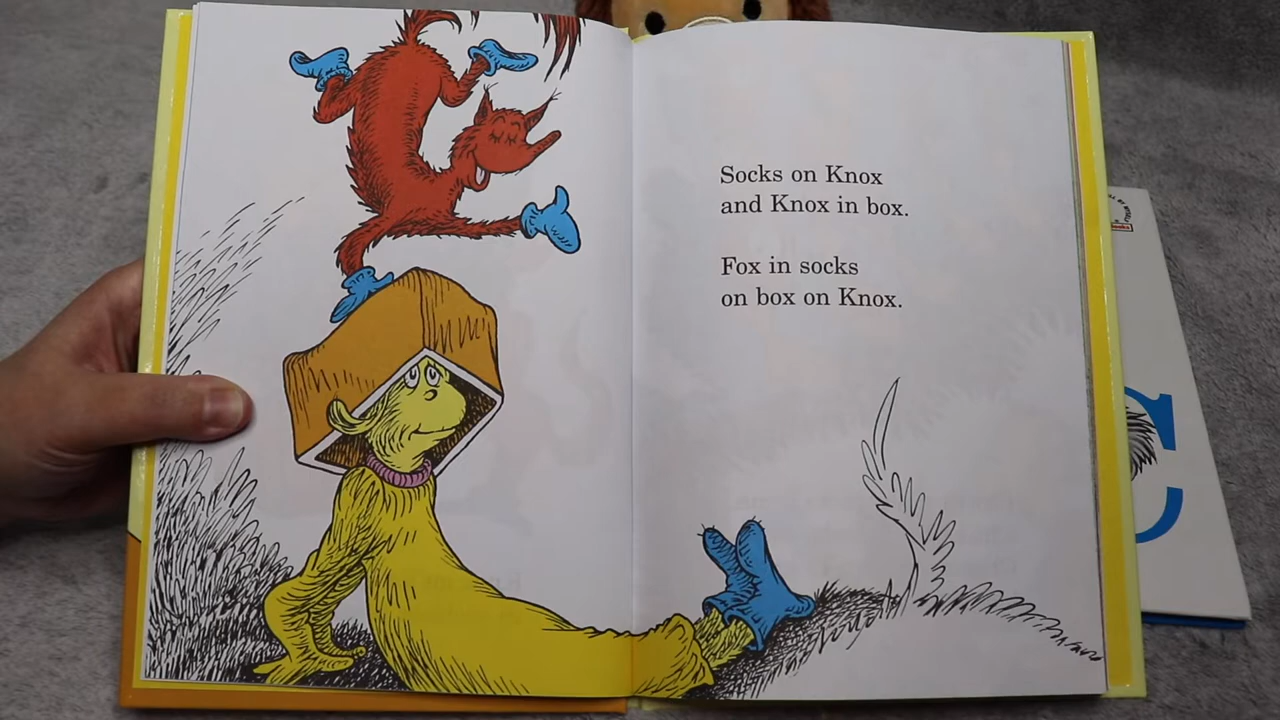 Socks on Knox
and Knox in box.
Fox in socks
on box on Knox.